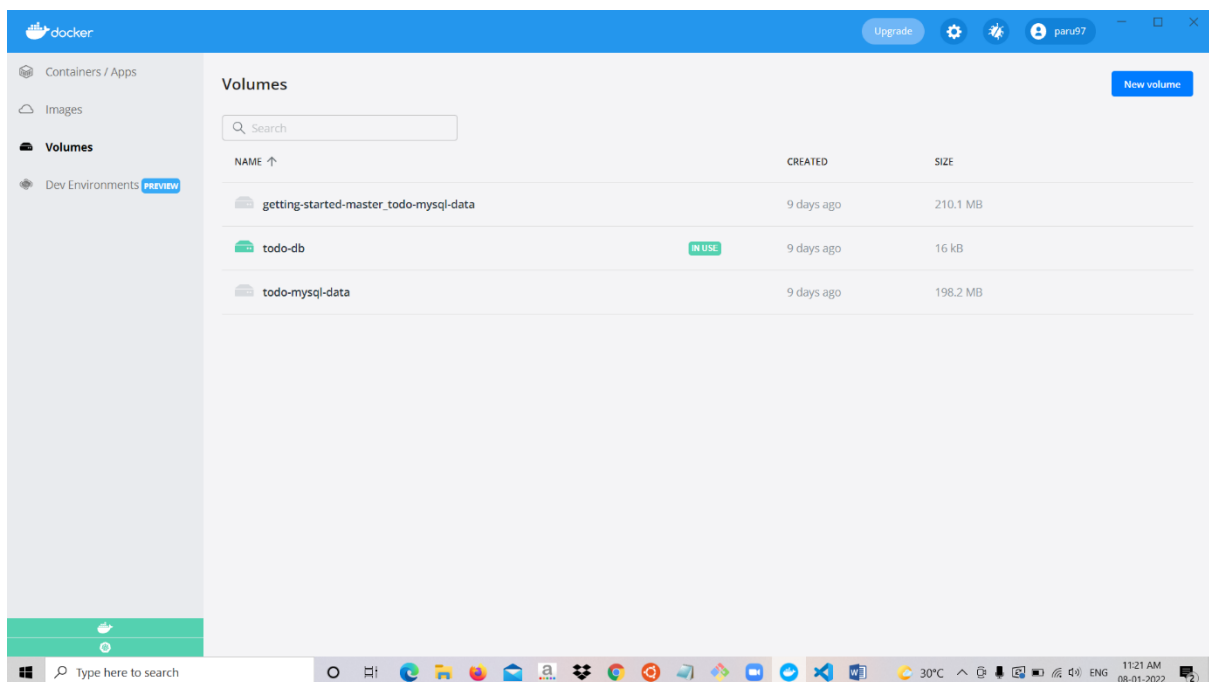 docker
Upgrade
paru97
Containers / Apps
Images
Volumes
Dev Environments PREVIEW
Volumes
New volume
Search
NAME CREATED SIZE
getting-started-master_todo-mysql-data 9 days ago 210.1 MB
todo-db IN USE 9 days ago 16 kB
todo-mysql-data 9 days ago 198.2 MB
Type here to search
a
W
30°C ENG 11:21 AM
08-01-2022
2